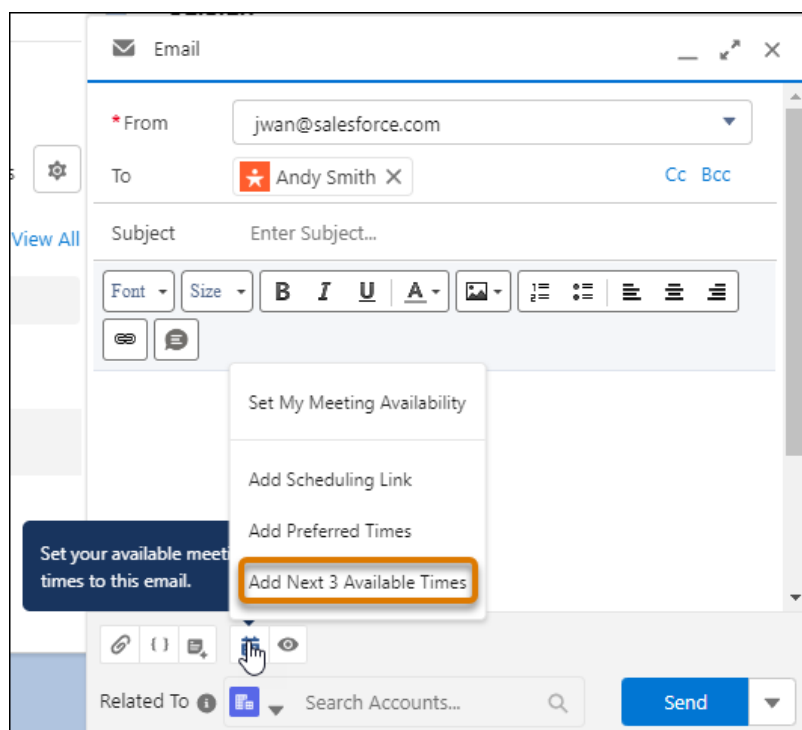 Email
*From
jwan@salesforce.com
To
Andy Smith
Cc Bcc
View All
Subject
Enter Subject...
Font
Size
B I U A
Set My Meeting Availability
Add Scheduling Link
Add Preferred Times
Set your available meeti
times to this email.
Add Next 3 Available Times
Related To
Search Accounts...
Send